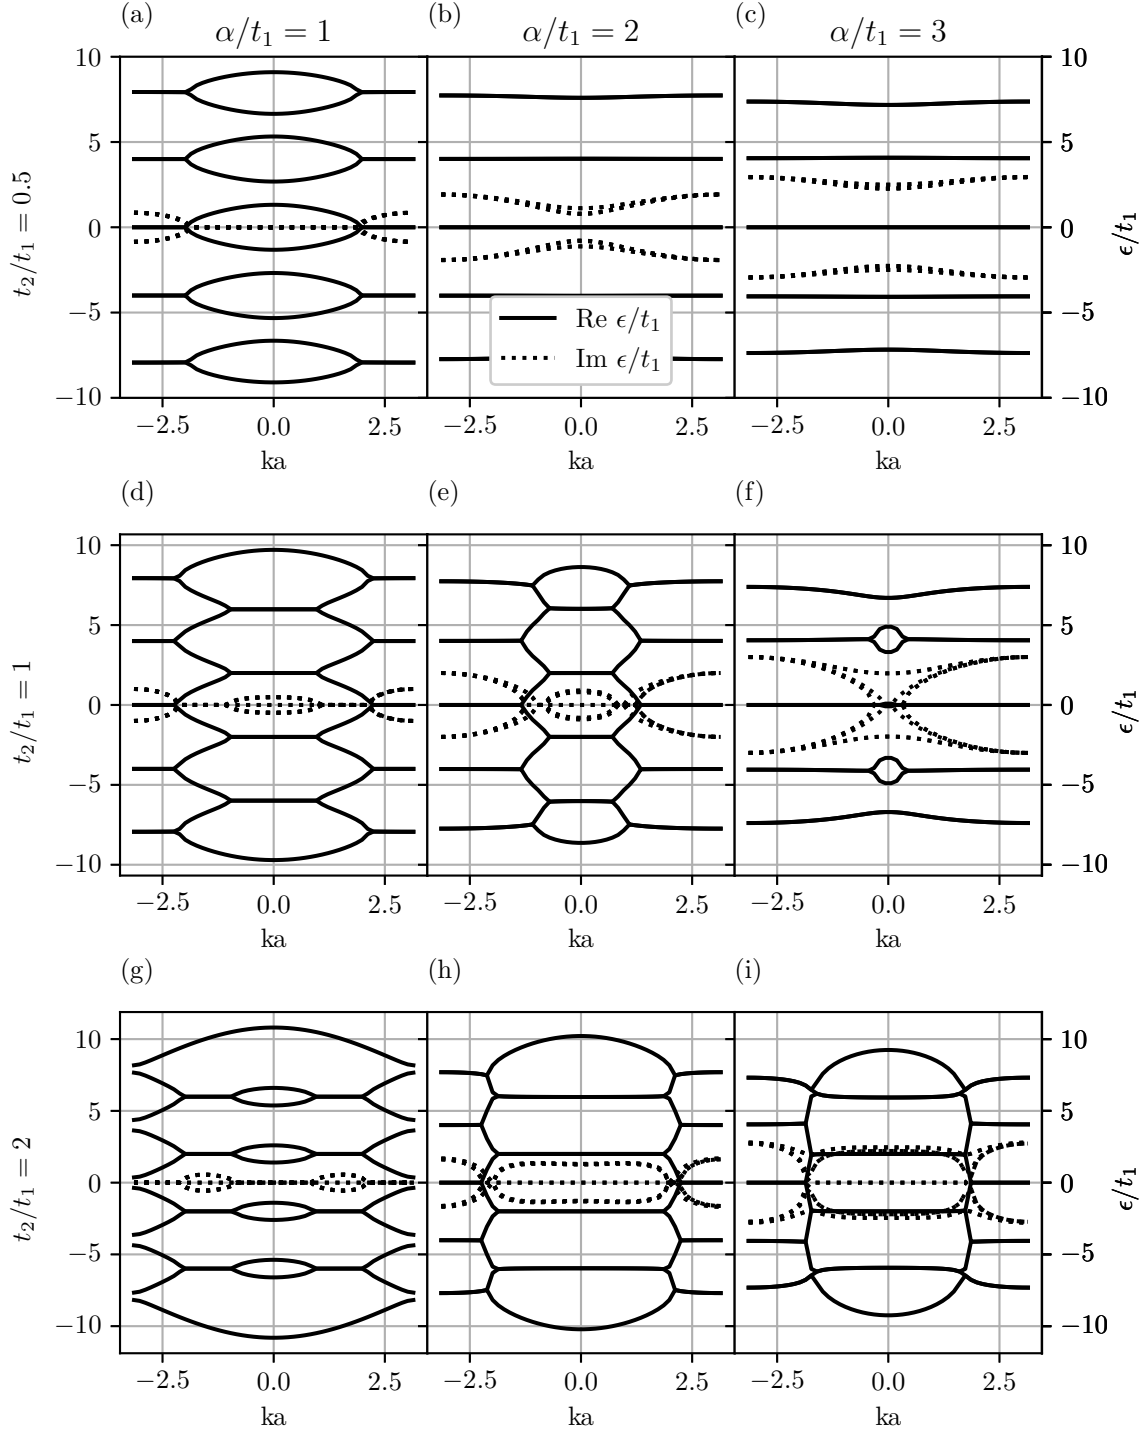 (a) (b) (c)
α/t₁ = 1 α/t₁ = 2 α/t₁ = 3
t₂/t₁ = 0.5
10 5 0 −5 −10
10 5 0 −5 −10
ϵ/t₁
Re ϵ/t₁
Im ϵ/t₁
−2.5 0.0 2.5 −2.5 0.0 2.5 −2.5 0.0 2.5
ka ka ka
(d) (e) (f)
t₂/t₁ = 1
10 5 0 −5 −10
10 5 0 −5 −10
ϵ/t₁
−2.5 0.0 2.5 −2.5 0.0 2.5 −2.5 0.0 2.5
ka ka ka
(g) (h) (i)
t₂/t₁ = 2
10 5 0 −5 −10
10 5 0 −5 −10
ϵ/t₁
−2.5 0.0 2.5 −2.5 0.0 2.5 −2.5 0.0 2.5
ka ka ka